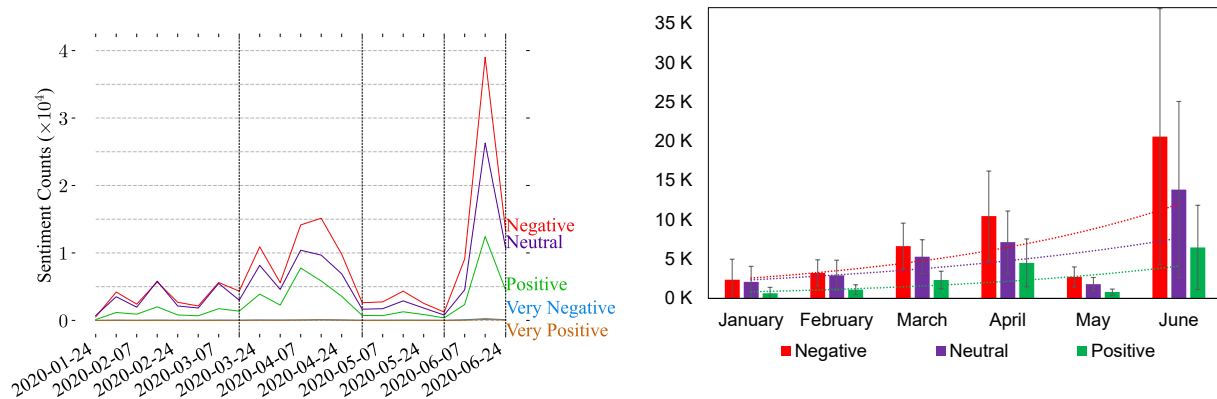 4
3
2
1
0
Sentiment Counts (×10⁴)
Negative
Neutral
Positive
Very Negative
Very Positive
2020-01-24
2020-02-07
2020-02-24
2020-03-07
2020-03-24
2020-04-07
2020-04-24
2020-05-07
2020-05-24
2020-06-07
2020-06-24
35 K
30 K
25 K
20 K
15 K
10 K
5 K
0 K
January February March April May June
Negative Neutral Positive